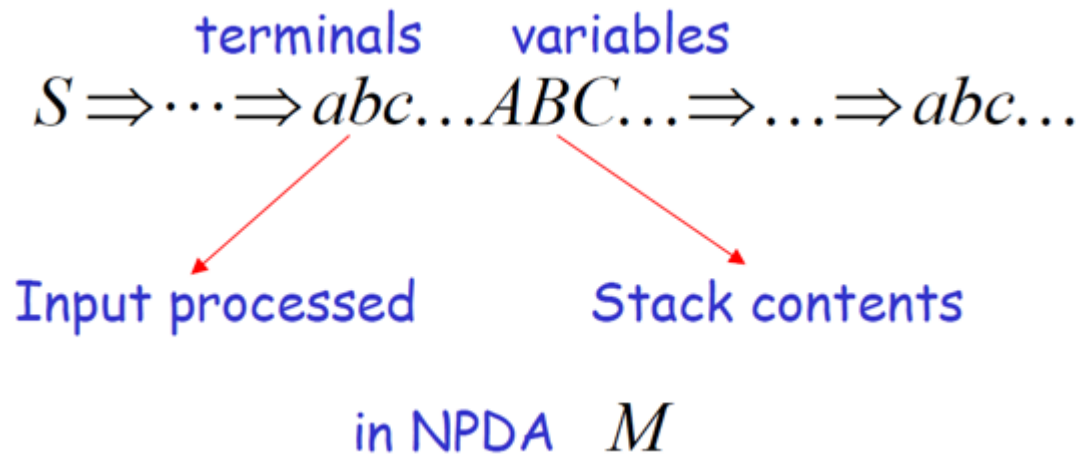 terminals variables
S ⇒ ⋯ ⇒ abc...ABC... ⇒ ... ⇒ abc...
Input processed Stack contents
in NPDA M